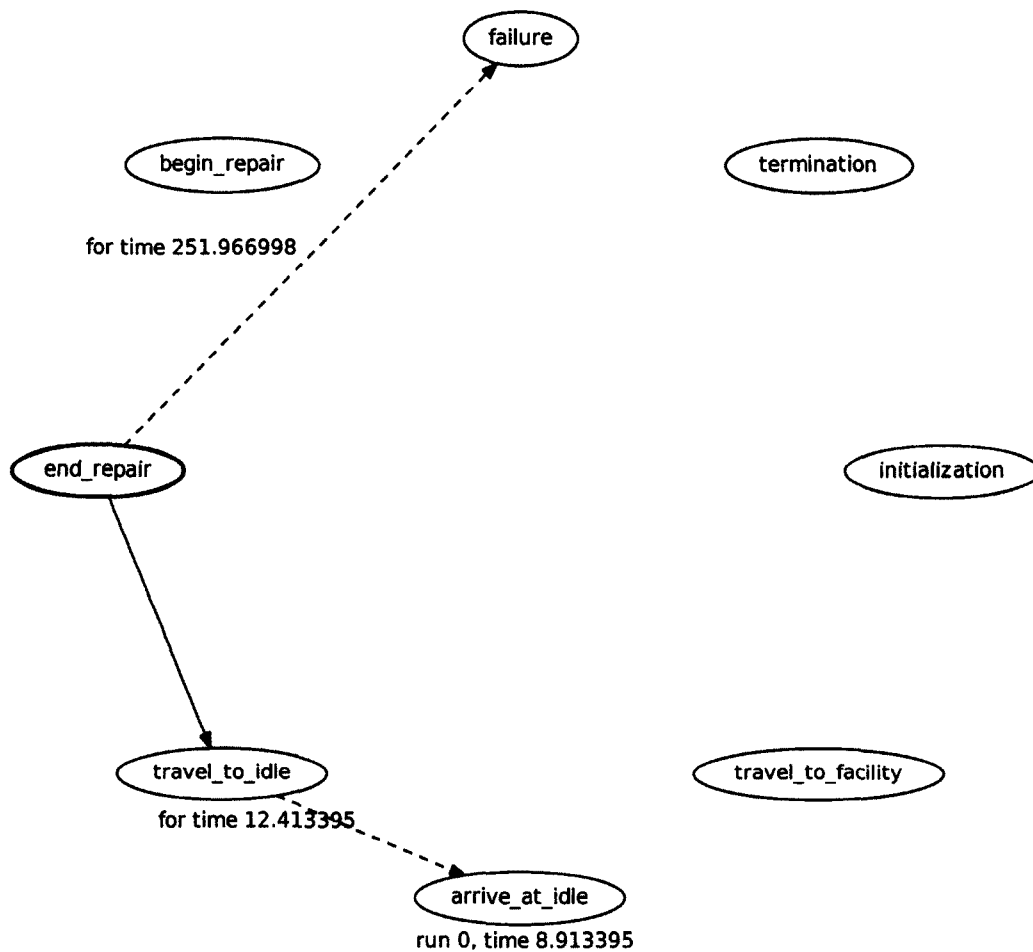 failure
begin_repair
termination
for time 251.966998
end_repair
initialization
travel_to_idle
travel_to_facility
for time 12.413395
arrive_at_idle
run 0, time 8.913395